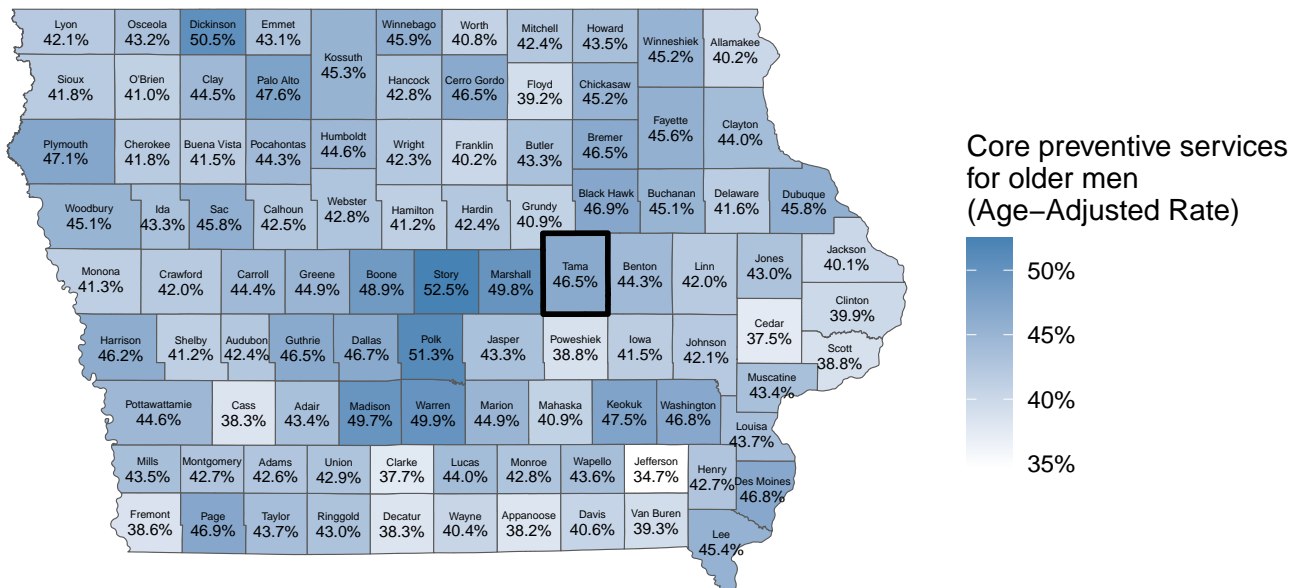 Lyon
42.1%
Osceola
43.2%
Dickinson
50.5%
Emmet
43.1%
Kossuth
45.3%
Winnebago
45.9%
Worth
40.8%
Mitchell
42.4%
Howard
43.5%
Winneshiek
45.2%
Allamakee
40.2%
Sioux
41.8%
O'Brien
41.0%
Clay
44.5%
Palo Alto
47.6%
Hancock
42.8%
Cerro Gordo
46.5%
Floyd
39.2%
Chickasaw
45.2%
Plymouth
47.1%
Cherokee
41.8%
Buena Vista
41.5%
Pocahontas
44.3%
Humboldt
44.6%
Wright
42.3%
Franklin
40.2%
Butler
43.3%
Bremer
46.5%
Fayette
45.6%
Clayton
44.0%
Woodbury
45.1%
Ida
43.3%
Sac
45.8%
Calhoun
42.5%
Webster
42.8%
Hamilton
41.2%
Hardin
42.4%
Grundy
40.9%
Black Hawk
46.9%
Buchanan
45.1%
Delaware
41.6%
Dubuque
45.8%
Monona
41.3%
Crawford
42.0%
Carroll
44.4%
Greene
44.9%
Boone
48.9%
Story
52.5%
Marshall
49.8%
Tama
46.5%
Benton
44.3%
Linn
42.0%
Jones
43.0%
Jackson
40.1%
Clinton
39.9%
Harrison
46.2%
Shelby
41.2%
Audubon
42.4%
Guthrie
46.5%
Dallas
46.7%
Polk
51.3%
Jasper
43.3%
Poweshiek
38.8%
Iowa
41.5%
Johnson
42.1%
Cedar
37.5%
Scott
38.8%
Muscatine
43.4%
Pottawattamie
44.6%
Cass
38.3%
Adair
43.4%
Madison
49.7%
Warren
49.9%
Marion
44.9%
Mahaska
40.9%
Keokuk
47.5%
Washington
46.8%
Louisa
43.7%
Mills
43.5%
Montgomery
42.7%
Adams
42.6%
Union
42.9%
Clarke
37.7%
Lucas
44.0%
Monroe
42.8%
Wapello
43.6%
Jefferson
34.7%
Henry
42.7%
Des Moines
46.8%
Fremont
38.6%
Page
46.9%
Taylor
43.7%
Ringgold
43.0%
Decatur
38.3%
Wayne
40.4%
Appanoose
38.2%
Davis
40.6%
Van Buren
39.3%
Lee
45.4%
Core preventive services
for older men
(Age−Adjusted Rate)
50%
45%
40%
35%